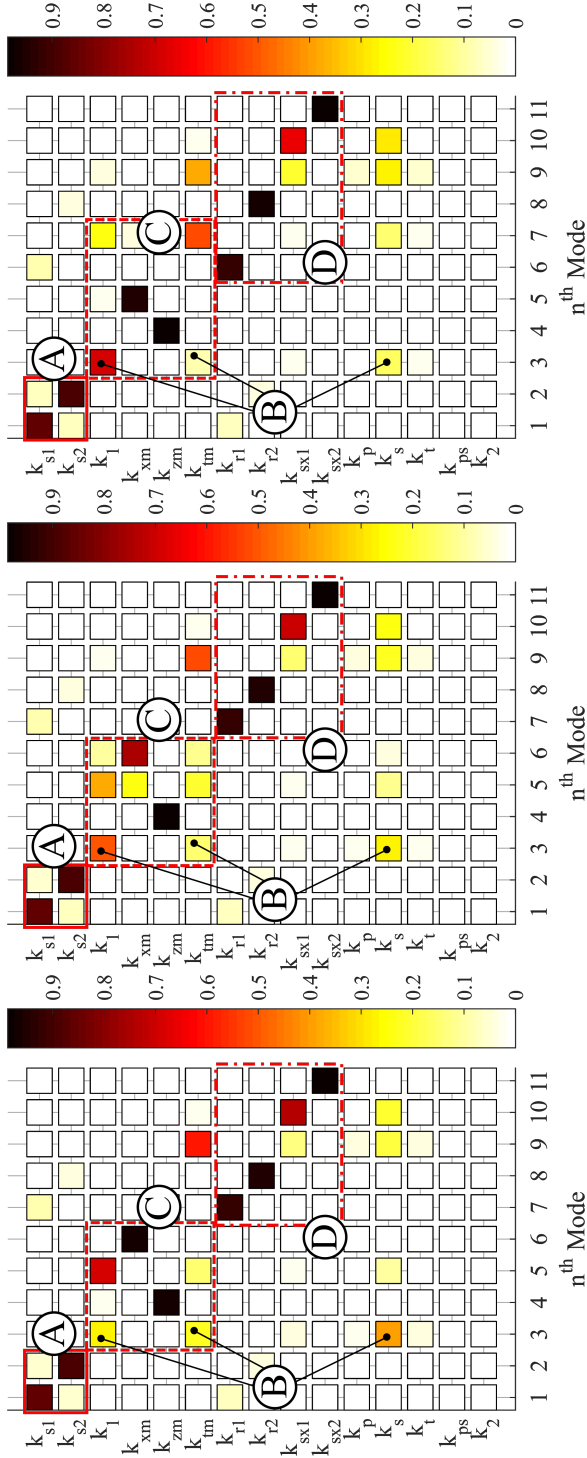 k_s1
k_s2
k_1
k_xm
k_zm
k_tm
k_r1
k_r2
k_sx1
k_sx2
k_p
k_s
k_t
k_ps
k_2
A
B
C
D
1 2 3 4 5 6 7 8 9 10 11
n^th Mode
0.9
0.8
0.7
0.6
0.5
0.4
0.3
0.2
0.1
0
k_s1
k_s2
k_1
k_xm
k_zm
k_tm
k_r1
k_r2
k_sx1
k_sx2
k_p
k_s
k_t
k_ps
k_2
A
B
C
D
1 2 3 4 5 6 7 8 9 10 11
n^th Mode
0.9
0.8
0.7
0.6
0.5
0.4
0.3
0.2
0.1
0
k_s1
k_s2
k_1
k_xm
k_zm
k_tm
k_r1
k_r2
k_sx1
k_sx2
k_p
k_s
k_t
k_ps
k_2
A
B
C
D
1 2 3 4 5 6 7 8 9 10 11
n^th Mode
0.9
0.8
0.7
0.6
0.5
0.4
0.3
0.2
0.1
0